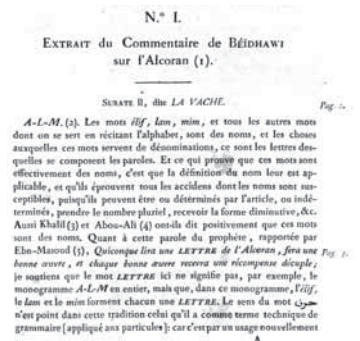 N.º I.
EXTRAIT du Commentaire de BÉÏDHAWI
sur l'Alcoran (1).
SURATE II, dite LA VACHE.
Pag. 2.
A-L-M. (2). Les mots élif, lam, mim, et tous les autres mots
dont on se sert en récitant l'alphabet, sont des noms, et les choses
auxquelles ces mots servent de dénominations, ce sont les lettres des-
quelles se composent les paroles. Et ce qui prouve que ces mots sont
effectivement des noms, c'est que la définition du nom leur est ap-
plicable, et qu'ils éprouvent tous les accidens dont les noms sont sus-
ceptibles, puisqu'ils peuvent être ou déterminés par l'article, ou indé-
terminés, prendre le nombre pluriel, recevoir la forme diminutive, &c.
Aussi Khalil (3) et Abou-Ali (4) ont-ils dit positivement que ces mots
sont des noms. Quant à cette parole du prophète, rapportée par
Ebn-Masoud (5), Quiconque lira une LETTRE de l'Alcoran, fera une Pag. 3.
bonne œuvre, et chaque bonne œuvre recevra une récompense décuple;
je soutiens que le mot LETTRE ici ne signifie pas, par exemple, le
monogramme A-L-M en entier, mais que, dans ce monogramme, l'élif,
le lam et le mim forment chacun une LETTRE. Le sens du mot حرف
n'est point dans cette tradition celui qu'il a comme terme technique de
grammaire [appliqué aux particules]: car c'est par un usage nouvellement
A